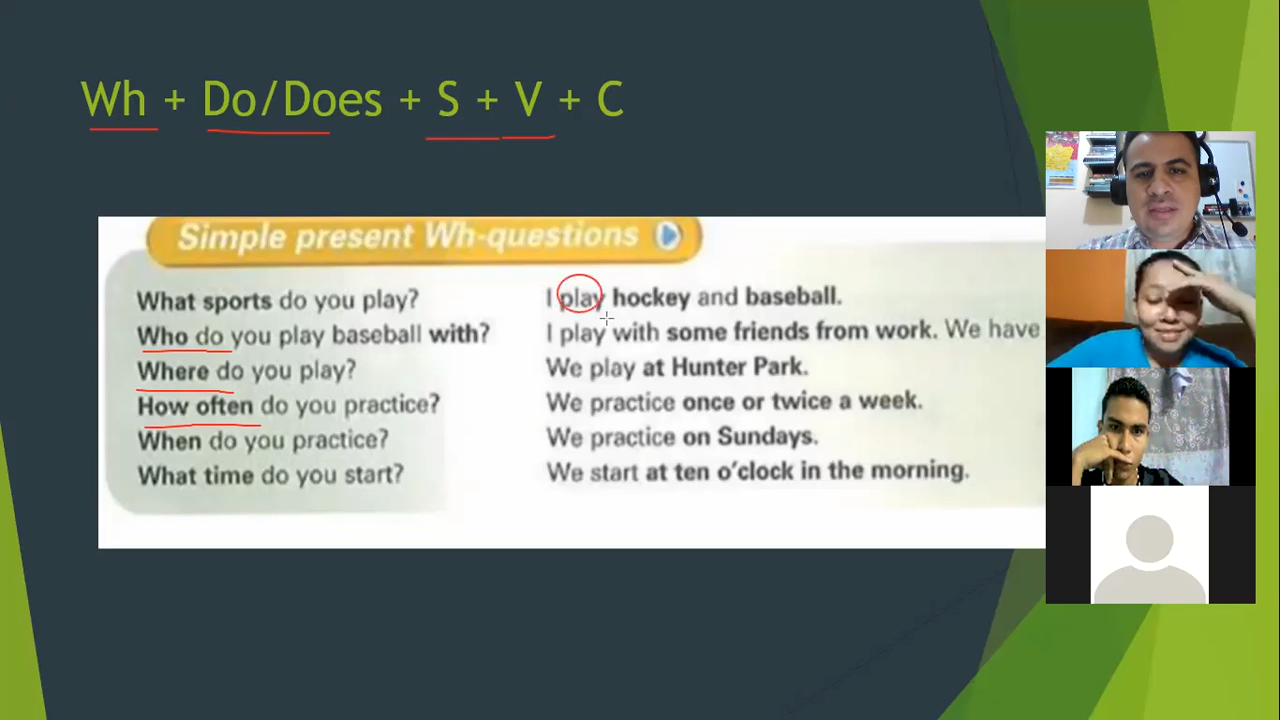 Wh + Do/Does + S + V + C
Simple present Wh-questions
What sports do you play? I play hockey and baseball.
Who do you play baseball with? I play with some friends from work. We have
Where do you play? We play at Hunter Park.
How often do you practice? We practice once or twice a week.
When do you practice? We practice on Sundays.
What time do you start? We start at ten o'clock in the morning.